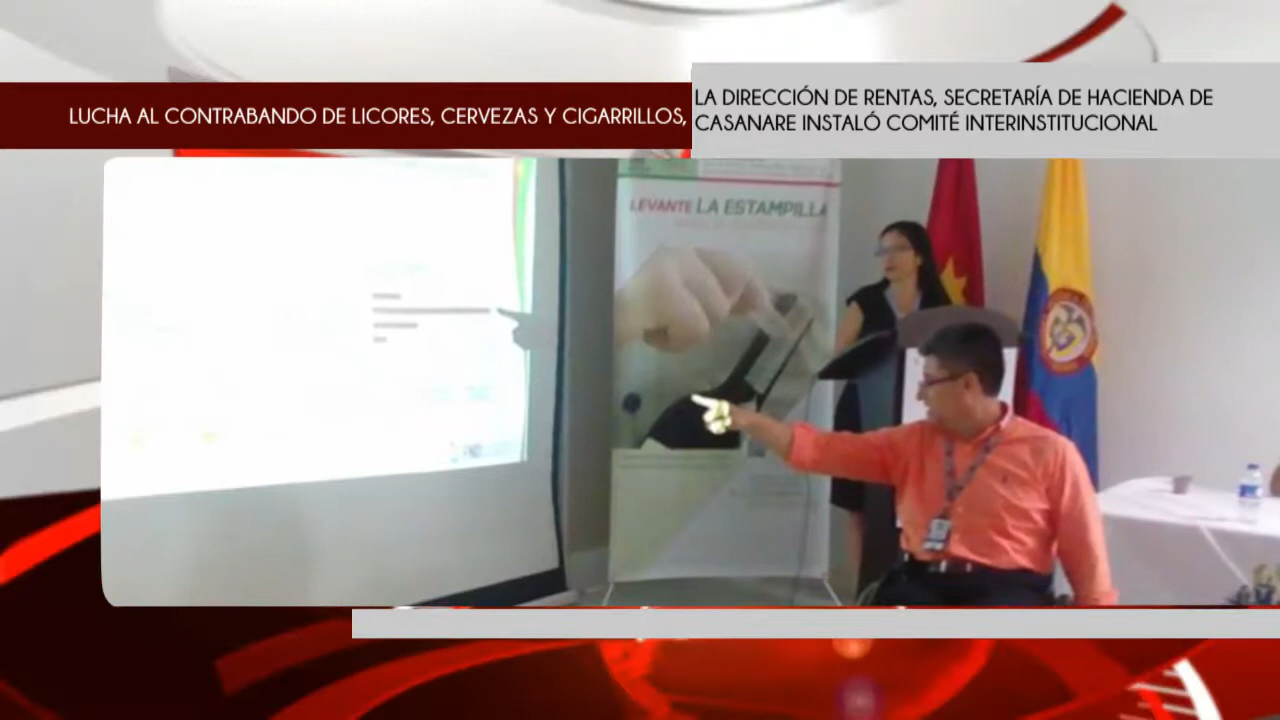 LUCHA AL CONTRABANDO DE LICORES, CERVEZAS Y CIGARRILLOS,
LA DIRECCIÓN DE RENTAS, SECRETARÍA DE HACIENDA DE
CASANARE INSTALÓ COMITÉ INTERINSTITUCIONAL
LEVANTE LA ESTAMPILLA